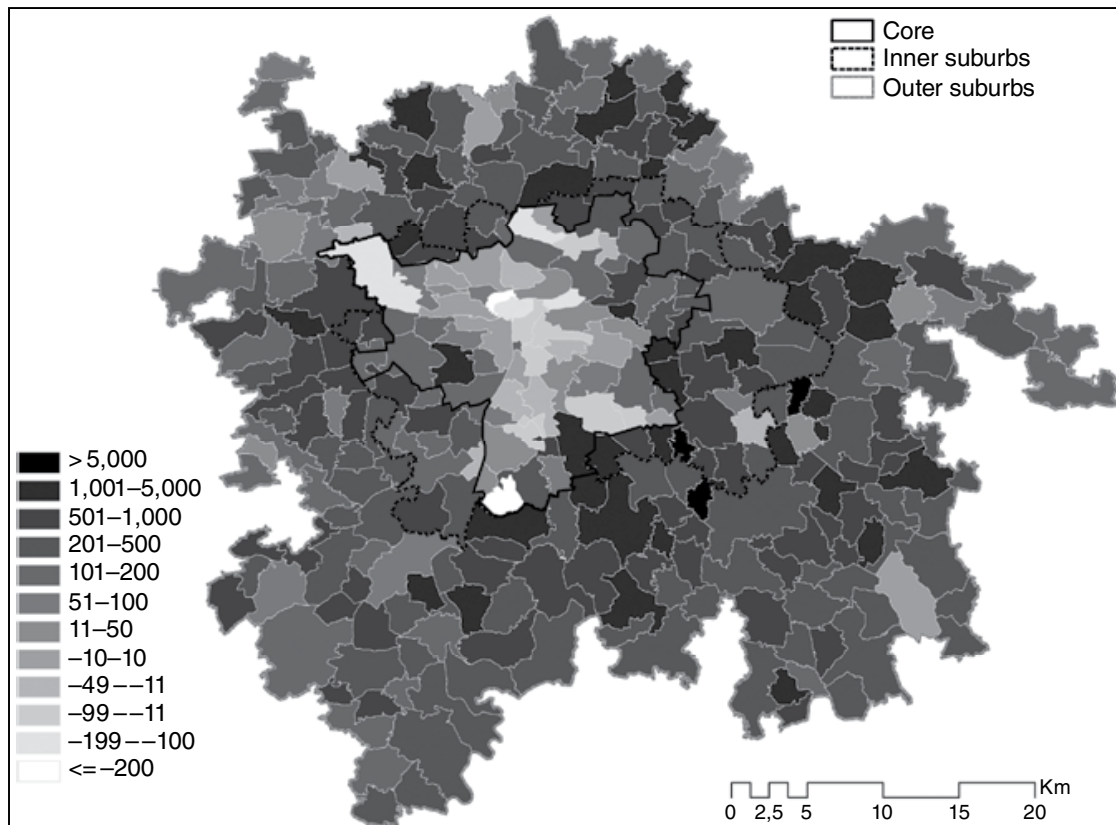 Core
Inner suburbs
Outer suburbs
> 5,000
1,001–5,000
501–1,000
201–500
101–200
51–100
11–50
–10–10
–49––11
–99––11
–199––100
<= –200
Km
0 2,5 5 10 15 20